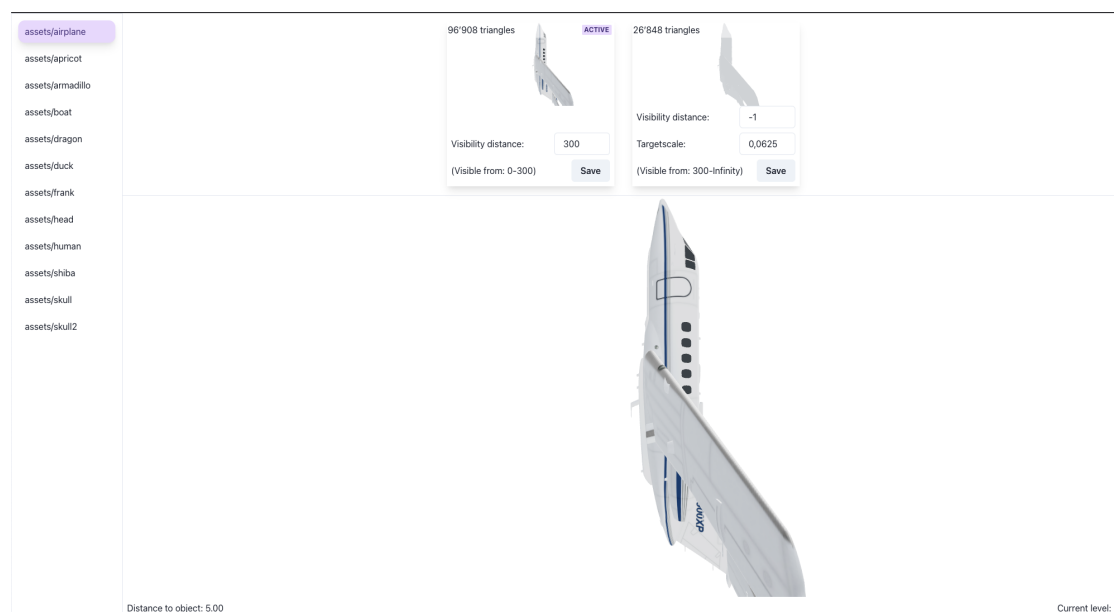 assets/airplane
assets/apricot
assets/armadillo
assets/boat
assets/dragon
assets/duck
assets/frank
assets/head
assets/human
assets/shiba
assets/skull
assets/skull2
96'908 triangles ACTIVE
Visibility distance: 300
(Visible from: 0-300) Save
26'848 triangles
Visibility distance: -1
Targetscale: 0,0625
(Visible from: 300-Infinity) Save
Distance to object: 5.00
Current level: